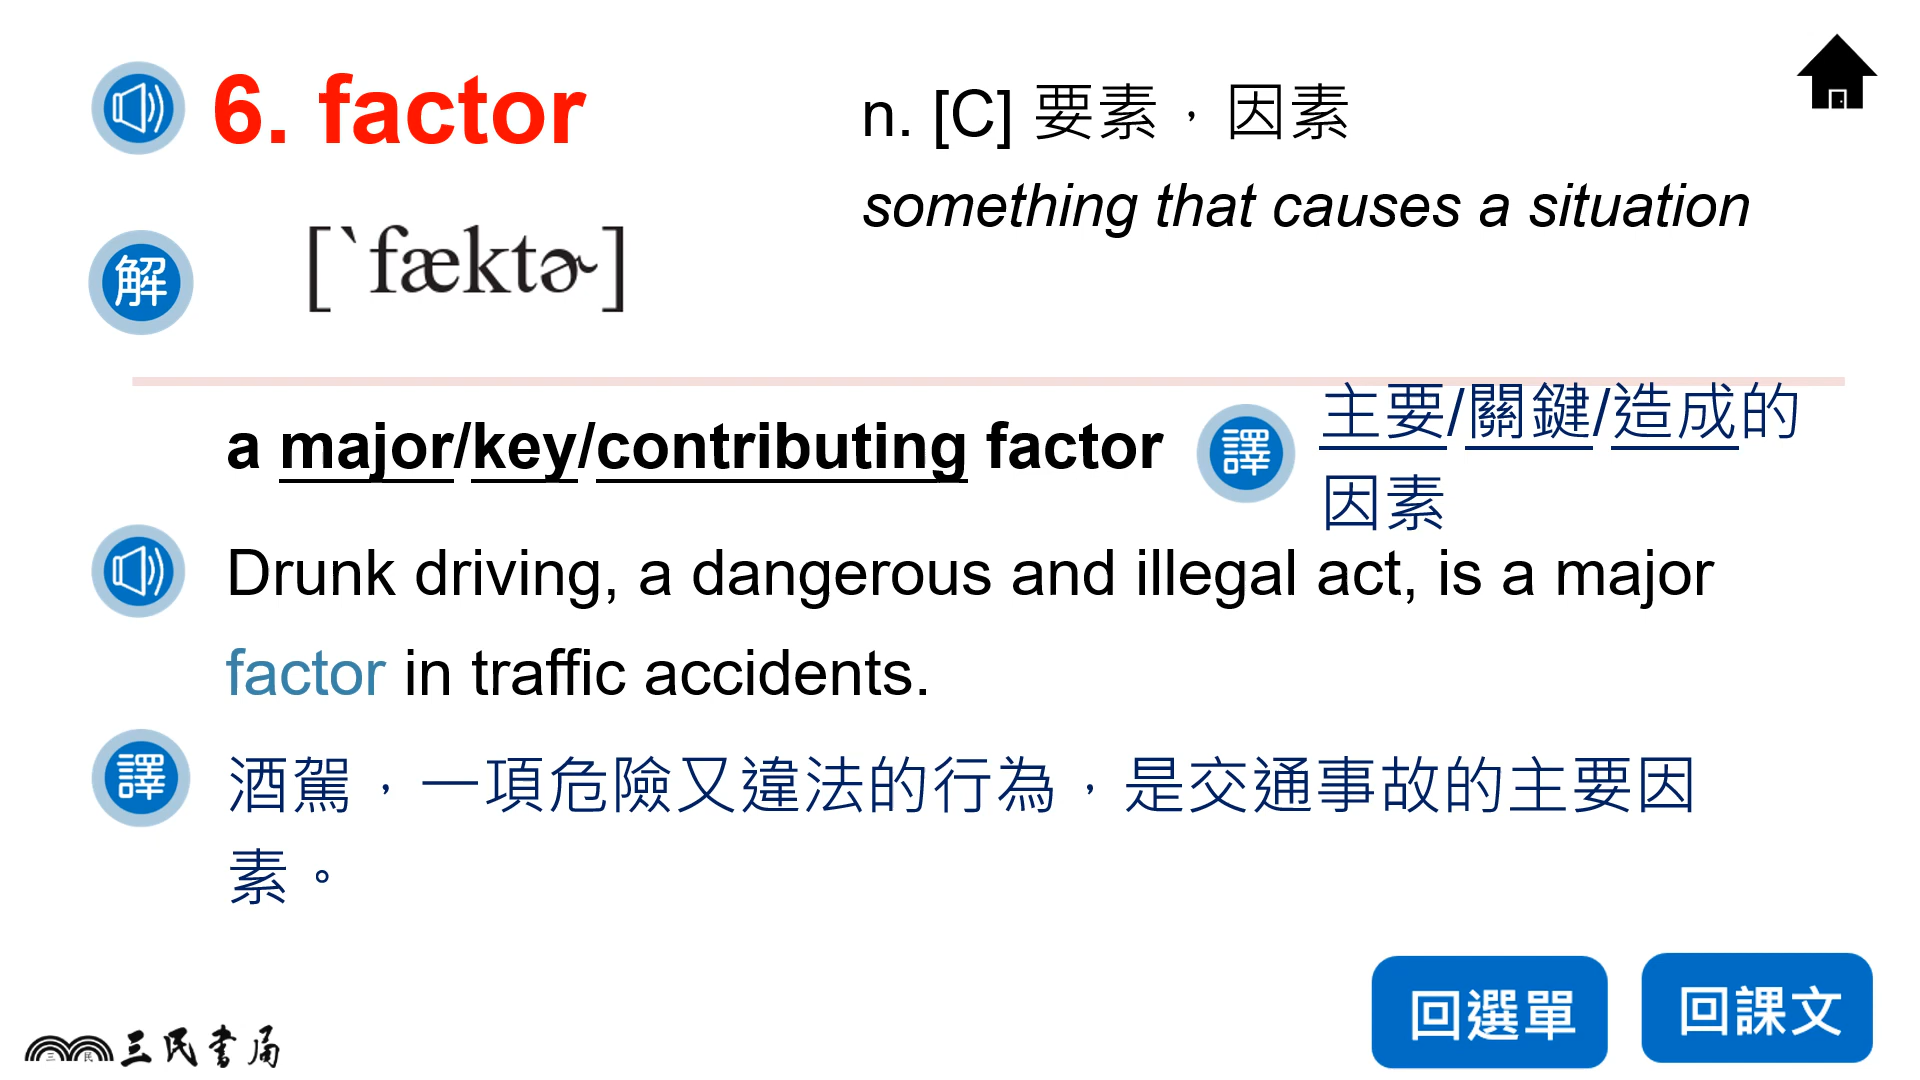 6. factor
n. [C] 要素，因素
something that causes a situation
解
[ˋfæktɚ]
a major/key/contributing factor
譯
主要/關鍵/造成的
因素
Drunk driving, a dangerous and illegal act, is a major
factor in traffic accidents.
譯
酒駕，一項危險又違法的行為，是交通事故的主要因
素。
回選單
回課文
三民書局